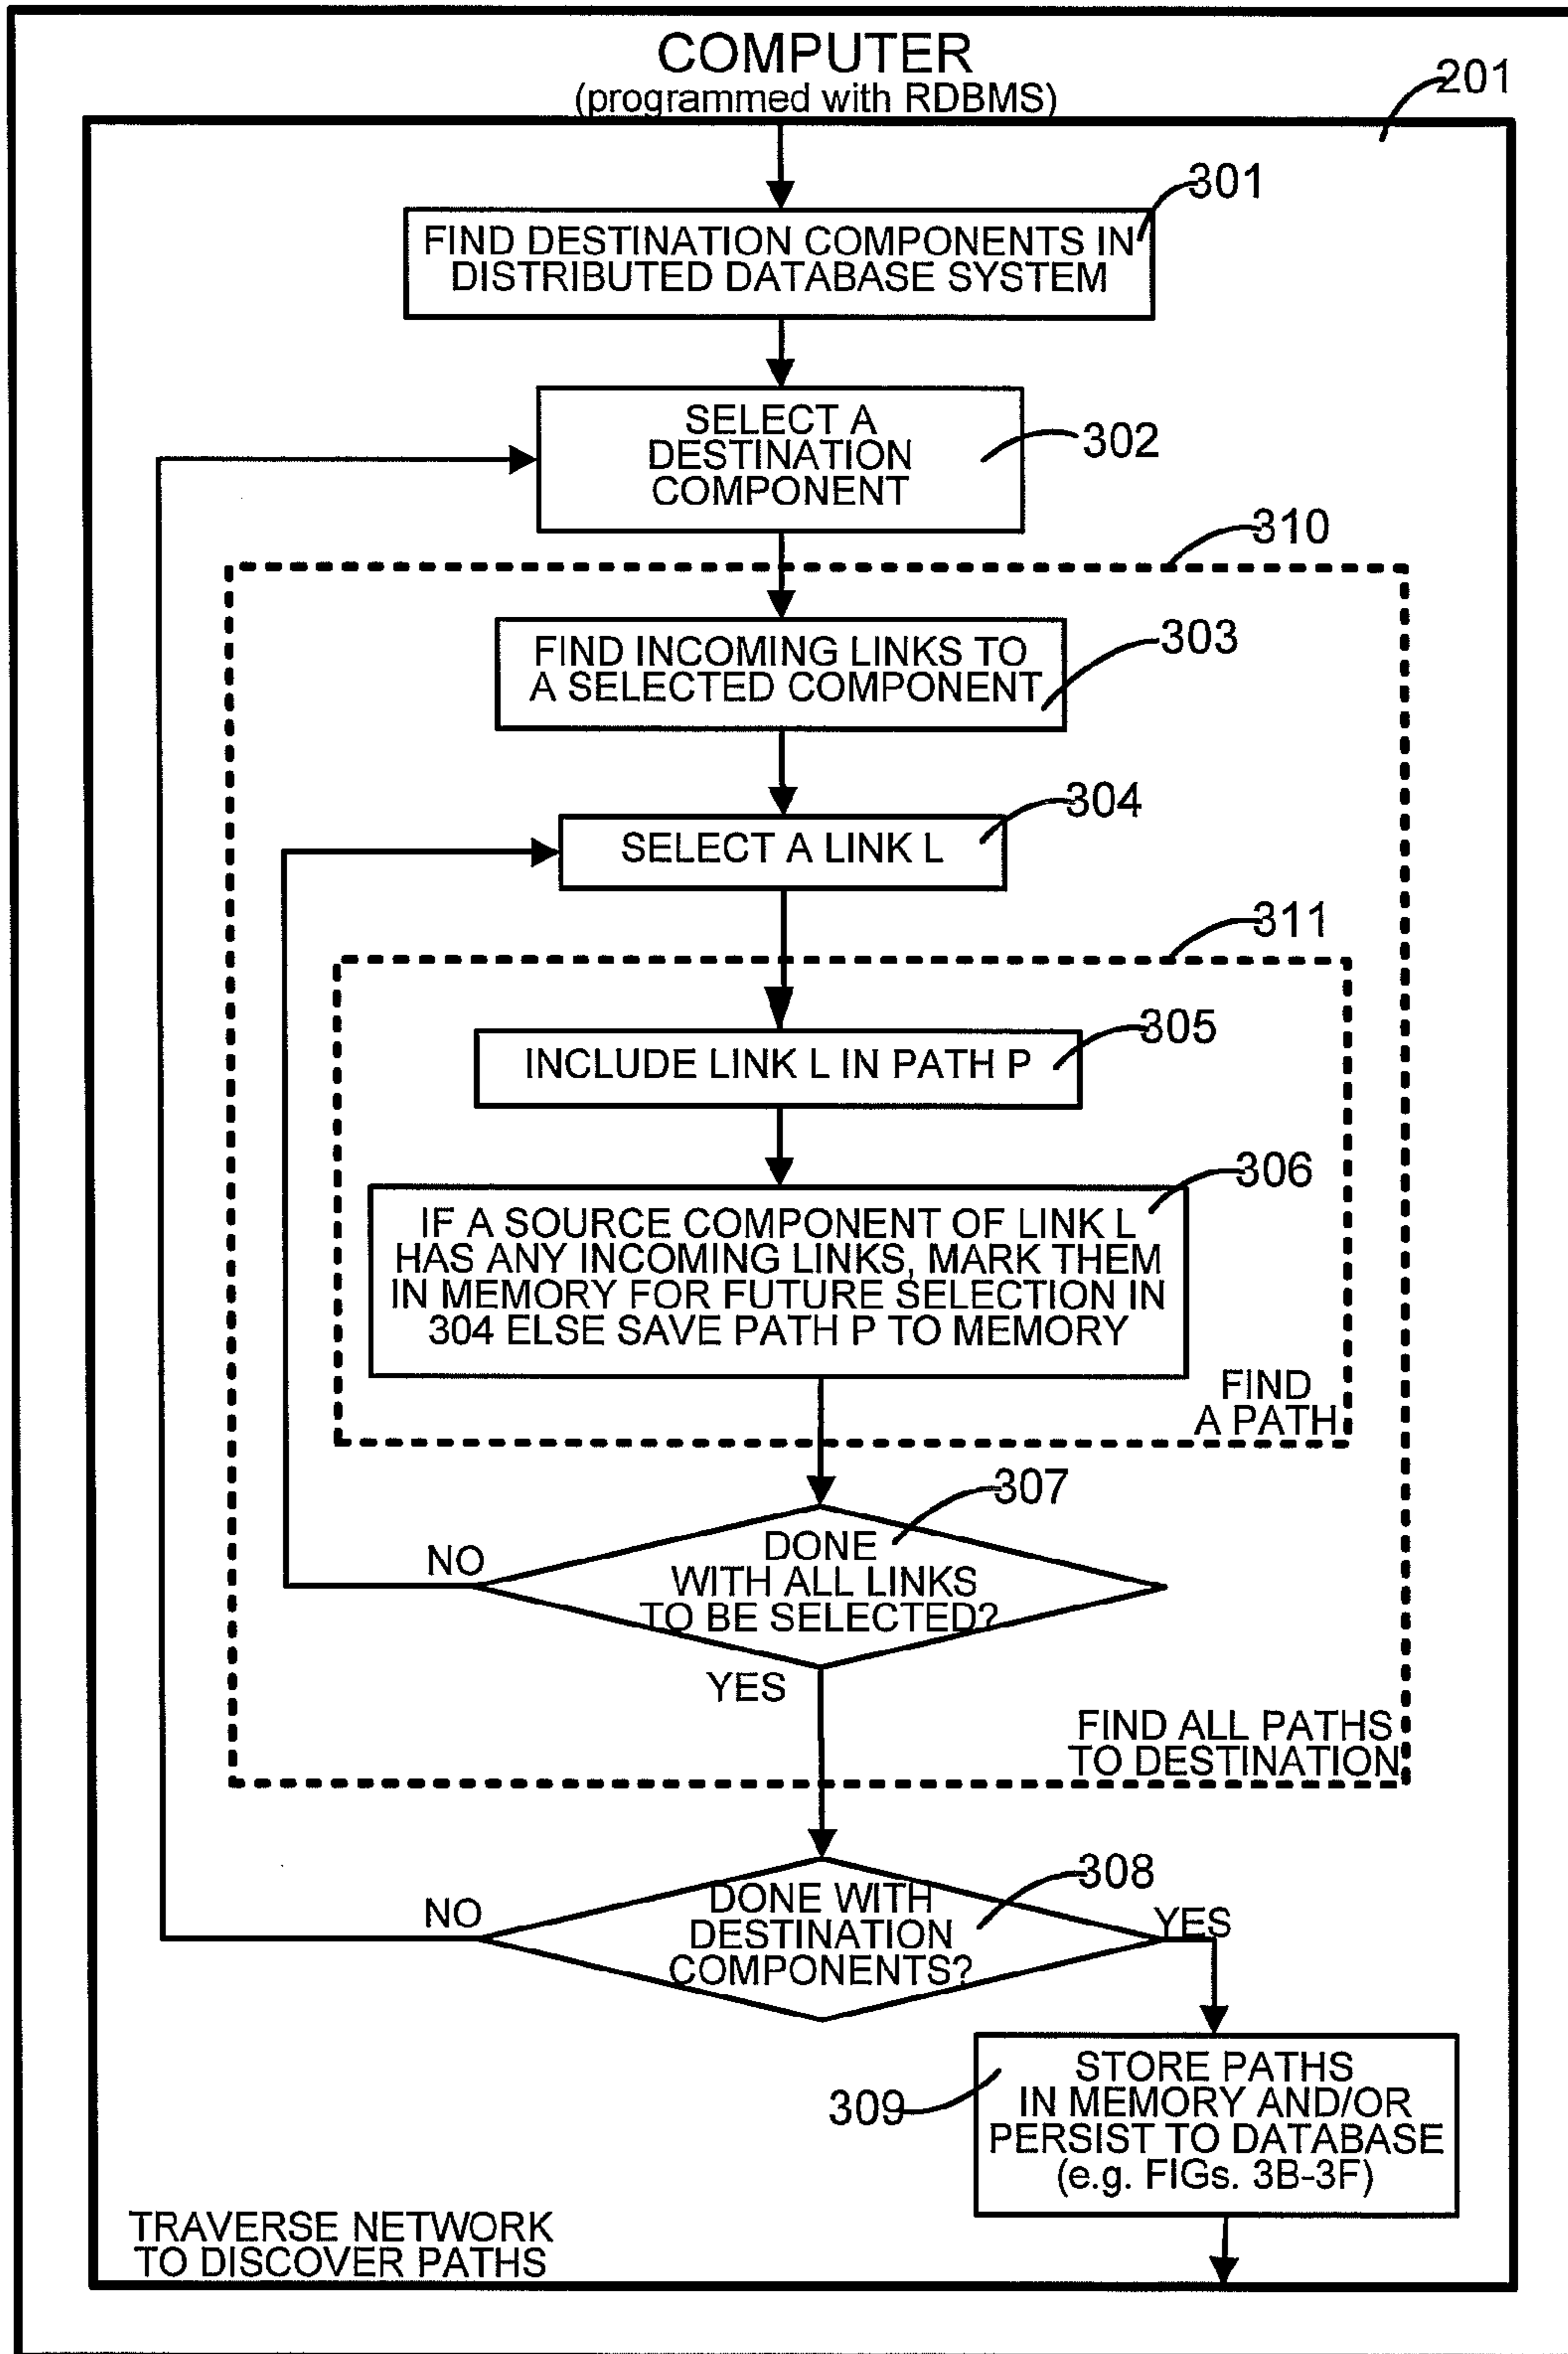 COMPUTER
(programmed with RDBMS)
201
301
FIND DESTINATION COMPONENTS IN
DISTRIBUTED DATABASE SYSTEM
SELECT A
DESTINATION
COMPONENT
302
310
FIND INCOMING LINKS TO
A SELECTED COMPONENT
303
304
SELECT A LINK L
311
305
INCLUDE LINK L IN PATH P
306
IF A SOURCE COMPONENT OF LINK L
HAS ANY INCOMING LINKS, MARK THEM
IN MEMORY FOR FUTURE SELECTION IN
304 ELSE SAVE PATH P TO MEMORY
FIND
A PATH
307
NO
DONE
WITH ALL LINKS
TO BE SELECTED?
YES
FIND ALL PATHS
TO DESTINATION
308
NO
DONE WITH
DESTINATION
COMPONENTS?
YES
309
STORE PATHS
IN MEMORY AND/OR
PERSIST TO DATABASE
(e.g. FIGs. 3B-3F)
TRAVERSE NETWORK
TO DISCOVER PATHS